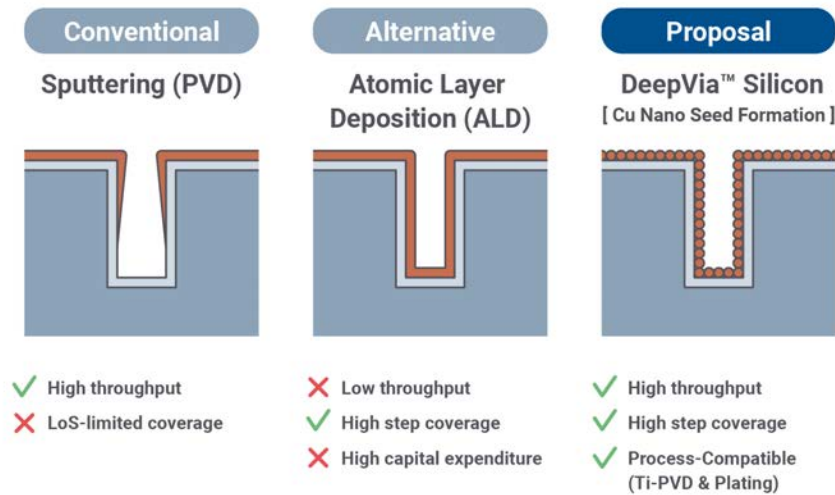 Conventional
Sputtering (PVD)
High throughput
LoS-limited coverage
Alternative
Atomic Layer
Deposition (ALD)
Low throughput
High step coverage
High capital expenditure
Proposal
DeepVia™ Silicon
[ Cu Nano Seed Formation ]
High throughput
High step coverage
Process-Compatible
(Ti-PVD & Plating)